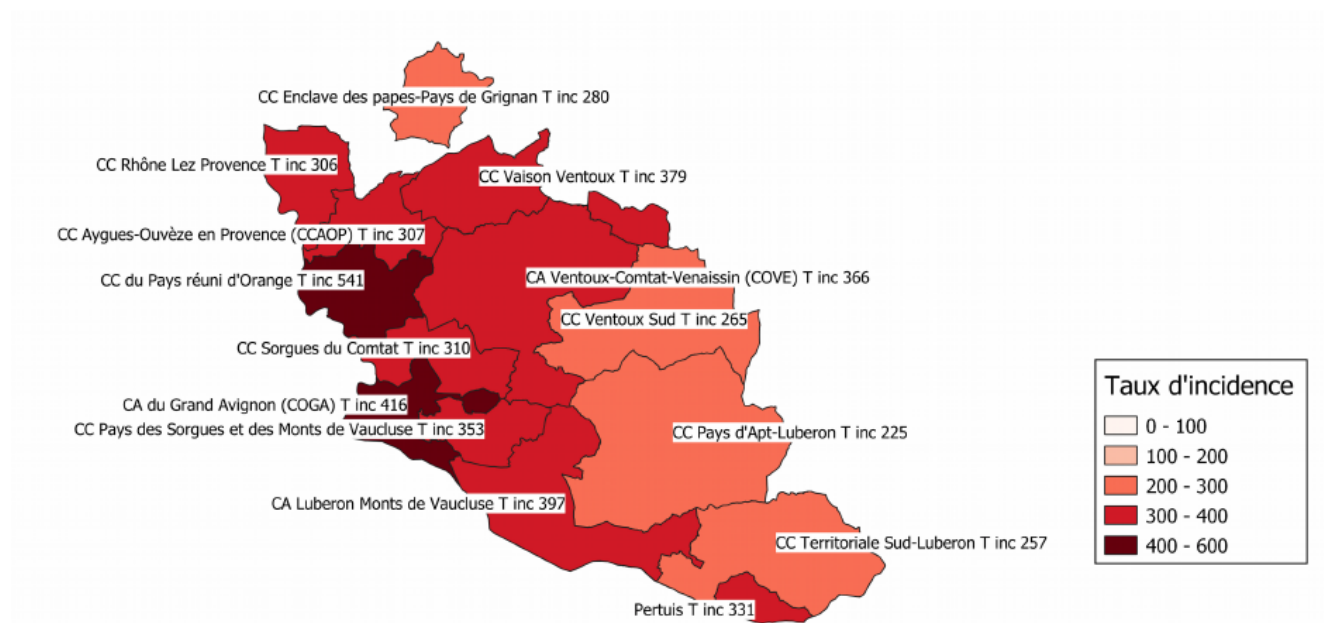 CC Enclave des papes-Pays de Grignan T inc 280
CC Rhône Lez Provence T inc 306
CC Vaison Ventoux T inc 379
CC Aygues-Ouvèze en Provence (CCAOP) T inc 307
CC du Pays réuni d'Orange T inc 541
CA Ventoux-Comtat-Venaissin (COVE) T inc 366
CC Ventoux Sud T inc 265
CC Sorgues du Comtat T inc 310
CA du Grand Avignon (COGA) T inc 416
CC Pays des Sorgues et des Monts de Vaucluse T inc 353
CC Pays d'Apt-Luberon T inc 225
CA Luberon Monts de Vaucluse T inc 397
CC Territoriale Sud-Luberon T inc 257
Pertuis T inc 331
Taux d'incidence
0 - 100
100 - 200
200 - 300
300 - 400
400 - 600